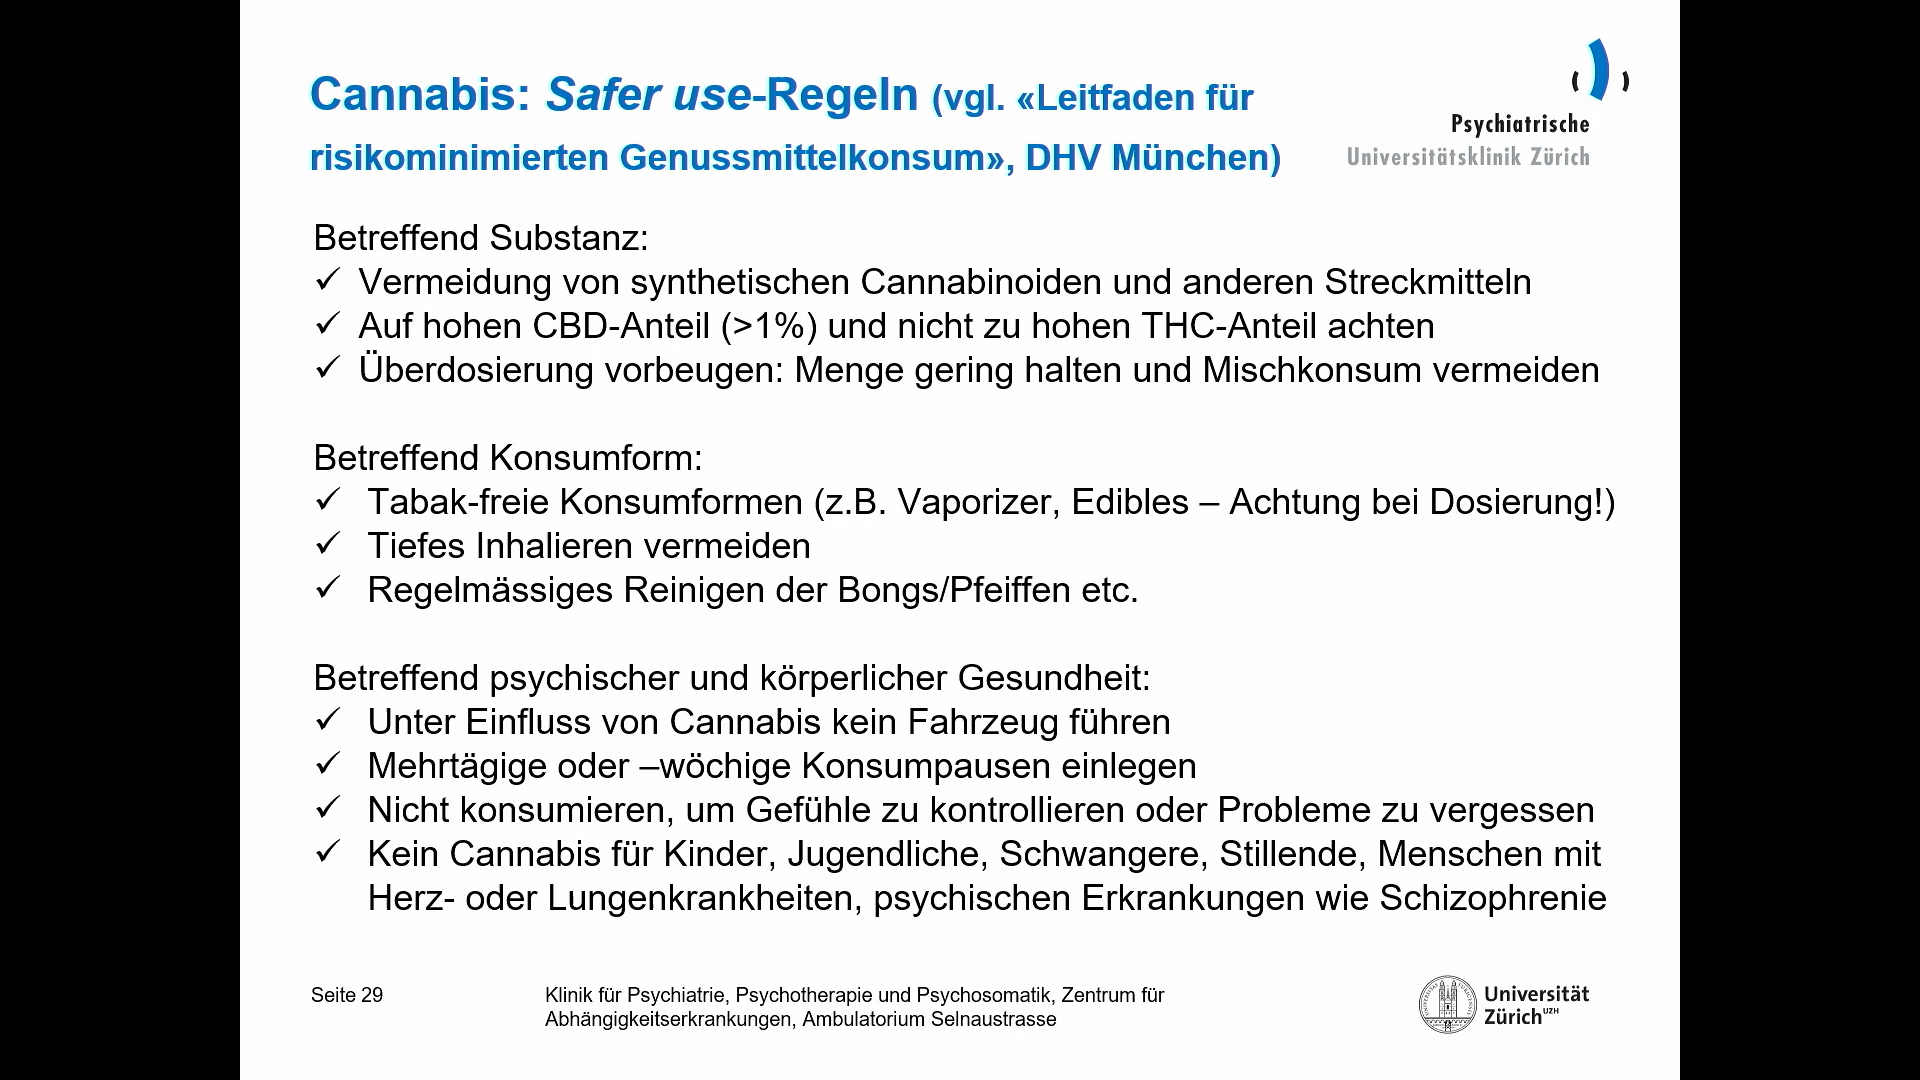 Cannabis: Safer use-Regeln (vgl. «Leitfaden für
risikominimierten Genussmittelkonsum», DHV München)
Psychiatrische
Universitätsklinik Zürich
Betreffend Substanz:
✓ Vermeidung von synthetischen Cannabinoiden und anderen Streckmitteln
✓ Auf hohen CBD-Anteil (>1%) und nicht zu hohen THC-Anteil achten
✓ Überdosierung vorbeugen: Menge gering halten und Mischkonsum vermeiden
Betreffend Konsumform:
✓ Tabak-freie Konsumformen (z.B. Vaporizer, Edibles – Achtung bei Dosierung!)
✓ Tiefes Inhalieren vermeiden
✓ Regelmässiges Reinigen der Bongs/Pfeiffen etc.
Betreffend psychischer und körperlicher Gesundheit:
✓ Unter Einfluss von Cannabis kein Fahrzeug führen
✓ Mehrtägige oder –wöchige Konsumpausen einlegen
✓ Nicht konsumieren, um Gefühle zu kontrollieren oder Probleme zu vergessen
✓ Kein Cannabis für Kinder, Jugendliche, Schwangere, Stillende, Menschen mit
Herz- oder Lungenkrankheiten, psychischen Erkrankungen wie Schizophrenie
Seite 29
Klinik für Psychiatrie, Psychotherapie und Psychosomatik, Zentrum für
Abhängigkeitserkrankungen, Ambulatorium Selnaustrasse
Universität
Zürich UZH